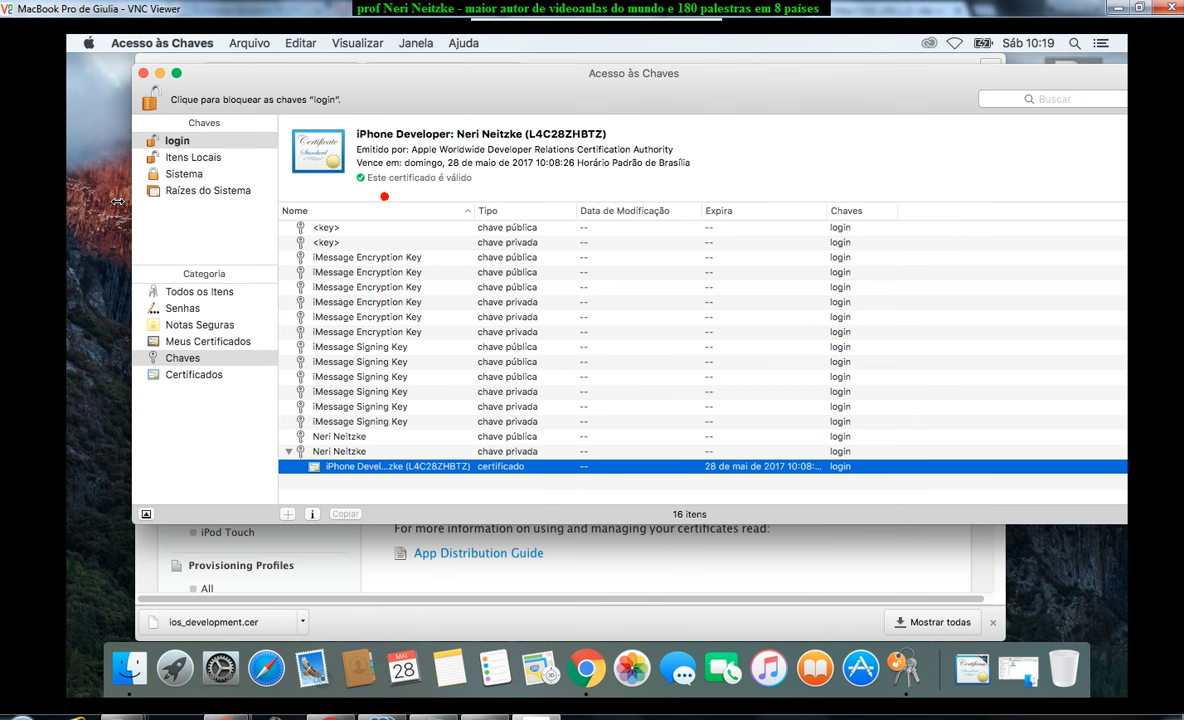 MacBook Pro de Giulia - VNC Viewer
prof Neri Neitzke - maior autor de videoaulas do mundo e 180 palestras em 8 países
Acesso às Chaves Arquivo Editar Visualizar Janela Ajuda Sáb 10:19
Acesso às Chaves
Clique para bloquear as chaves “login”.
Buscar
Chaves
login
Itens Locais
Sistema
Raízes do Sistema
iPhone Developer: Neri Neitzke (L4C28ZHBTZ)
Emitido por: Apple Worldwide Developer Relations Certification Authority
Vence em: domingo, 28 de maio de 2017 10:08:26 Horário Padrão de Brasília
Este certificado é válido
Nome Tipo Data de Modificação Expira Chaves
<key> chave pública -- -- login
<key> chave privada -- -- login
iMessage Encryption Key chave pública -- -- login
iMessage Encryption Key chave pública -- -- login
iMessage Encryption Key chave pública -- -- login
iMessage Encryption Key chave privada -- -- login
iMessage Encryption Key chave privada -- -- login
iMessage Encryption Key chave privada -- -- login
iMessage Signing Key chave pública -- -- login
iMessage Signing Key chave pública -- -- login
iMessage Signing Key chave pública -- -- login
iMessage Signing Key chave privada -- -- login
iMessage Signing Key chave privada -- -- login
iMessage Signing Key chave privada -- -- login
Neri Neitzke chave pública -- -- login
Neri Neitzke chave privada -- -- login
iPhone Devel...zke (L4C28ZHBTZ) certificado -- 28 de mai de 2017 10:08:... login
Categoria
Todos os Itens
Senhas
Notas Seguras
Meus Certificados
Chaves
Certificados
Copiar
16 itens
iPod Touch
Provisioning Profiles
All
For more information on using and managing your certificates read:
App Distribution Guide
ios_development.cer
Mostrar todas
MAI
28